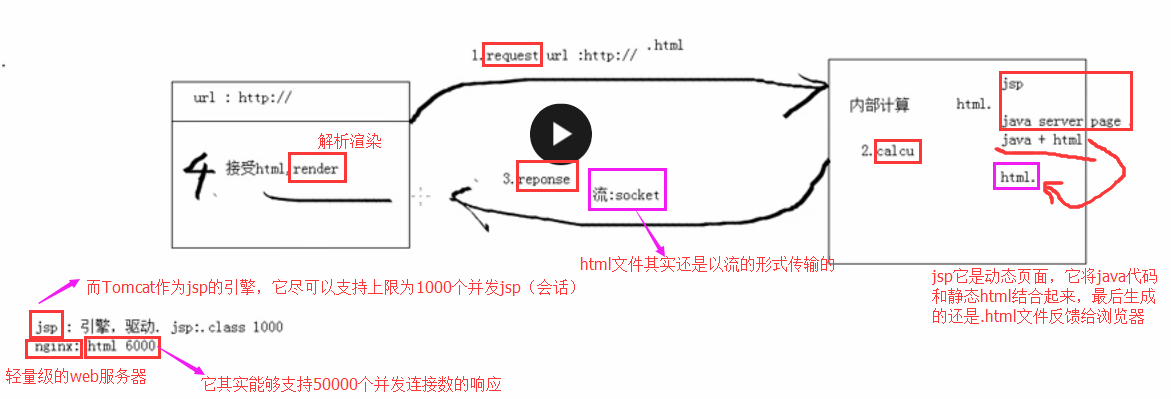 1.request url :http:// .html
url : http://
解析渲染
4
接受html,render
3.reponse
流:socket
内部计算
2.calcu
html.
jsp
java server page
java + html
html.
html文件其实还是以流的形式传输的
jsp它是动态页面，它将java代码
和静态html结合起来，最后生成
的还是.html文件反馈给浏览器
而Tomcat作为jsp的引擎，它尽可以支持上限为1000个并发jsp（会话）
jsp : 引擎，驱动. jsp:.class 1000
nginx: html 6000
轻量级的web服务器
它其实能够支持50000个并发连接数的响应